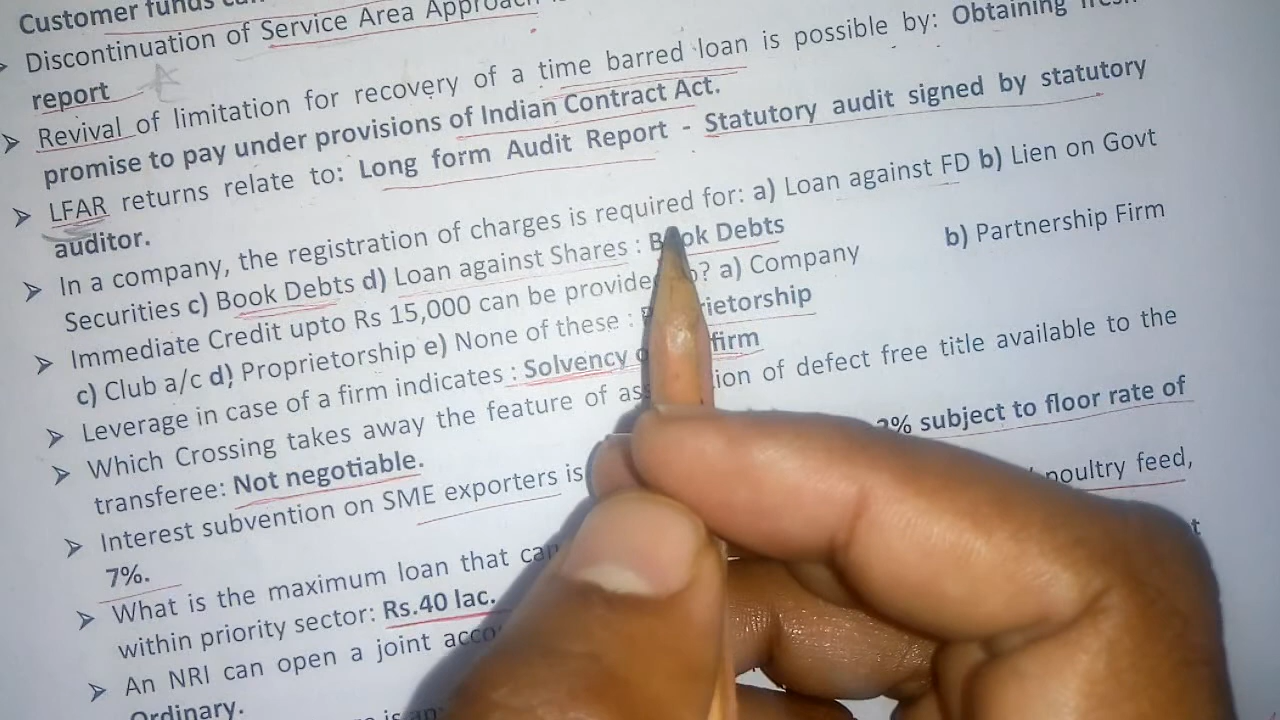 Customer funds
➢ Discontinuation of Service Area Approach
report
➢ Revival of limitation for recovery of a time barred loan is possible by: Obtaining fresh
promise to pay under provisions of Indian Contract Act.
➢ LFAR returns relate to: Long form Audit Report - Statutory audit signed by statutory
auditor.
➢ In a company, the registration of charges is required for: a) Loan against FD b) Lien on Govt
Securities c) Book Debts d) Loan against Shares : Book Debts
➢ Immediate Credit upto Rs 15,000 can be provided to? a) Company b) Partnership Firm
c) Club a/c d) Proprietorship e) None of these : Proprietorship
➢ Leverage in case of a firm indicates : Solvency firm
➢ Which Crossing takes away the feature of of defect free title available to the
transferee: Not negotiable.
➢ Interest subvention on SME exporters is 2% subject to floor rate of
7%.
➢ What is the maximum loan that can poultry feed,
within priority sector: Rs.40 lac.
➢ An NRI can open a joint
Ordinary.
is